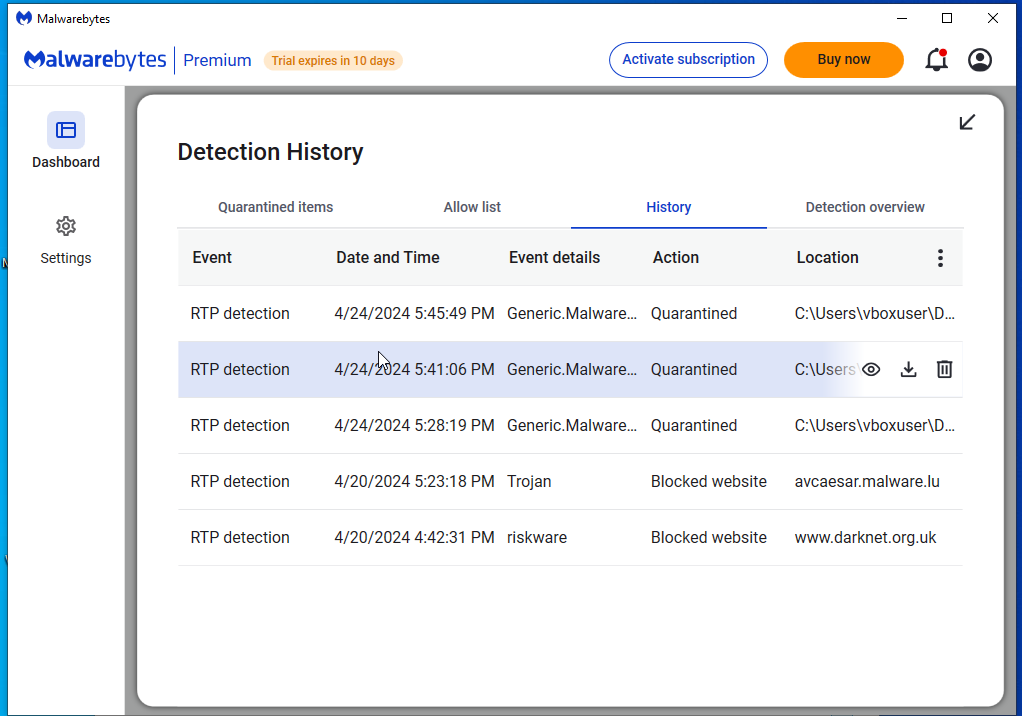 Malwarebytes
Malwarebytes Premium Trial expires in 10 days Activate subscription Buy now
Dashboard
Settings
Detection History
Quarantined items Allow list History Detection overview
Event Date and Time Event details Action Location
RTP detection 4/24/2024 5:45:49 PM Generic.Malware... Quarantined C:\Users\vboxuser\D...
RTP detection 4/24/2024 5:41:06 PM Generic.Malware... Quarantined C:\Users\
RTP detection 4/24/2024 5:28:19 PM Generic.Malware... Quarantined C:\Users\vboxuser\D...
RTP detection 4/20/2024 5:23:18 PM Trojan Blocked website avcaesar.malware.lu
RTP detection 4/20/2024 4:42:31 PM riskware Blocked website www.darknet.org.uk